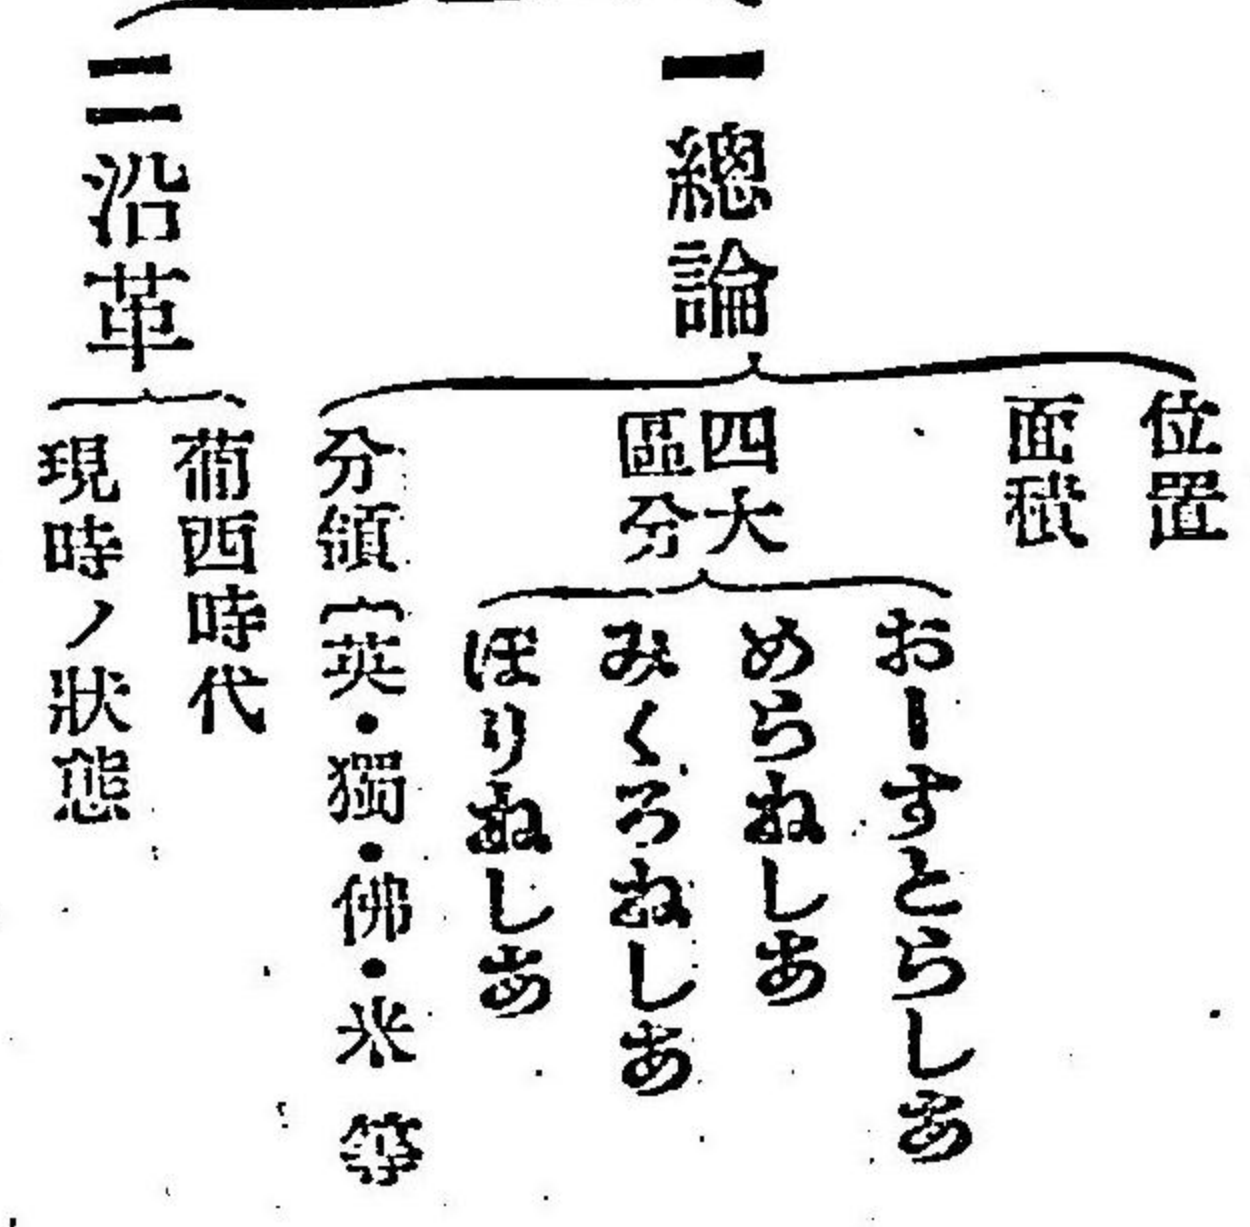 一 總論
位置
面積
四大
區分
おーすとらしあ
めらねしあ
みくろねしあ
ぽりねしあ
分領
英・獨・佛・米 等
二 沿革
葡西時代
現時ノ狀態